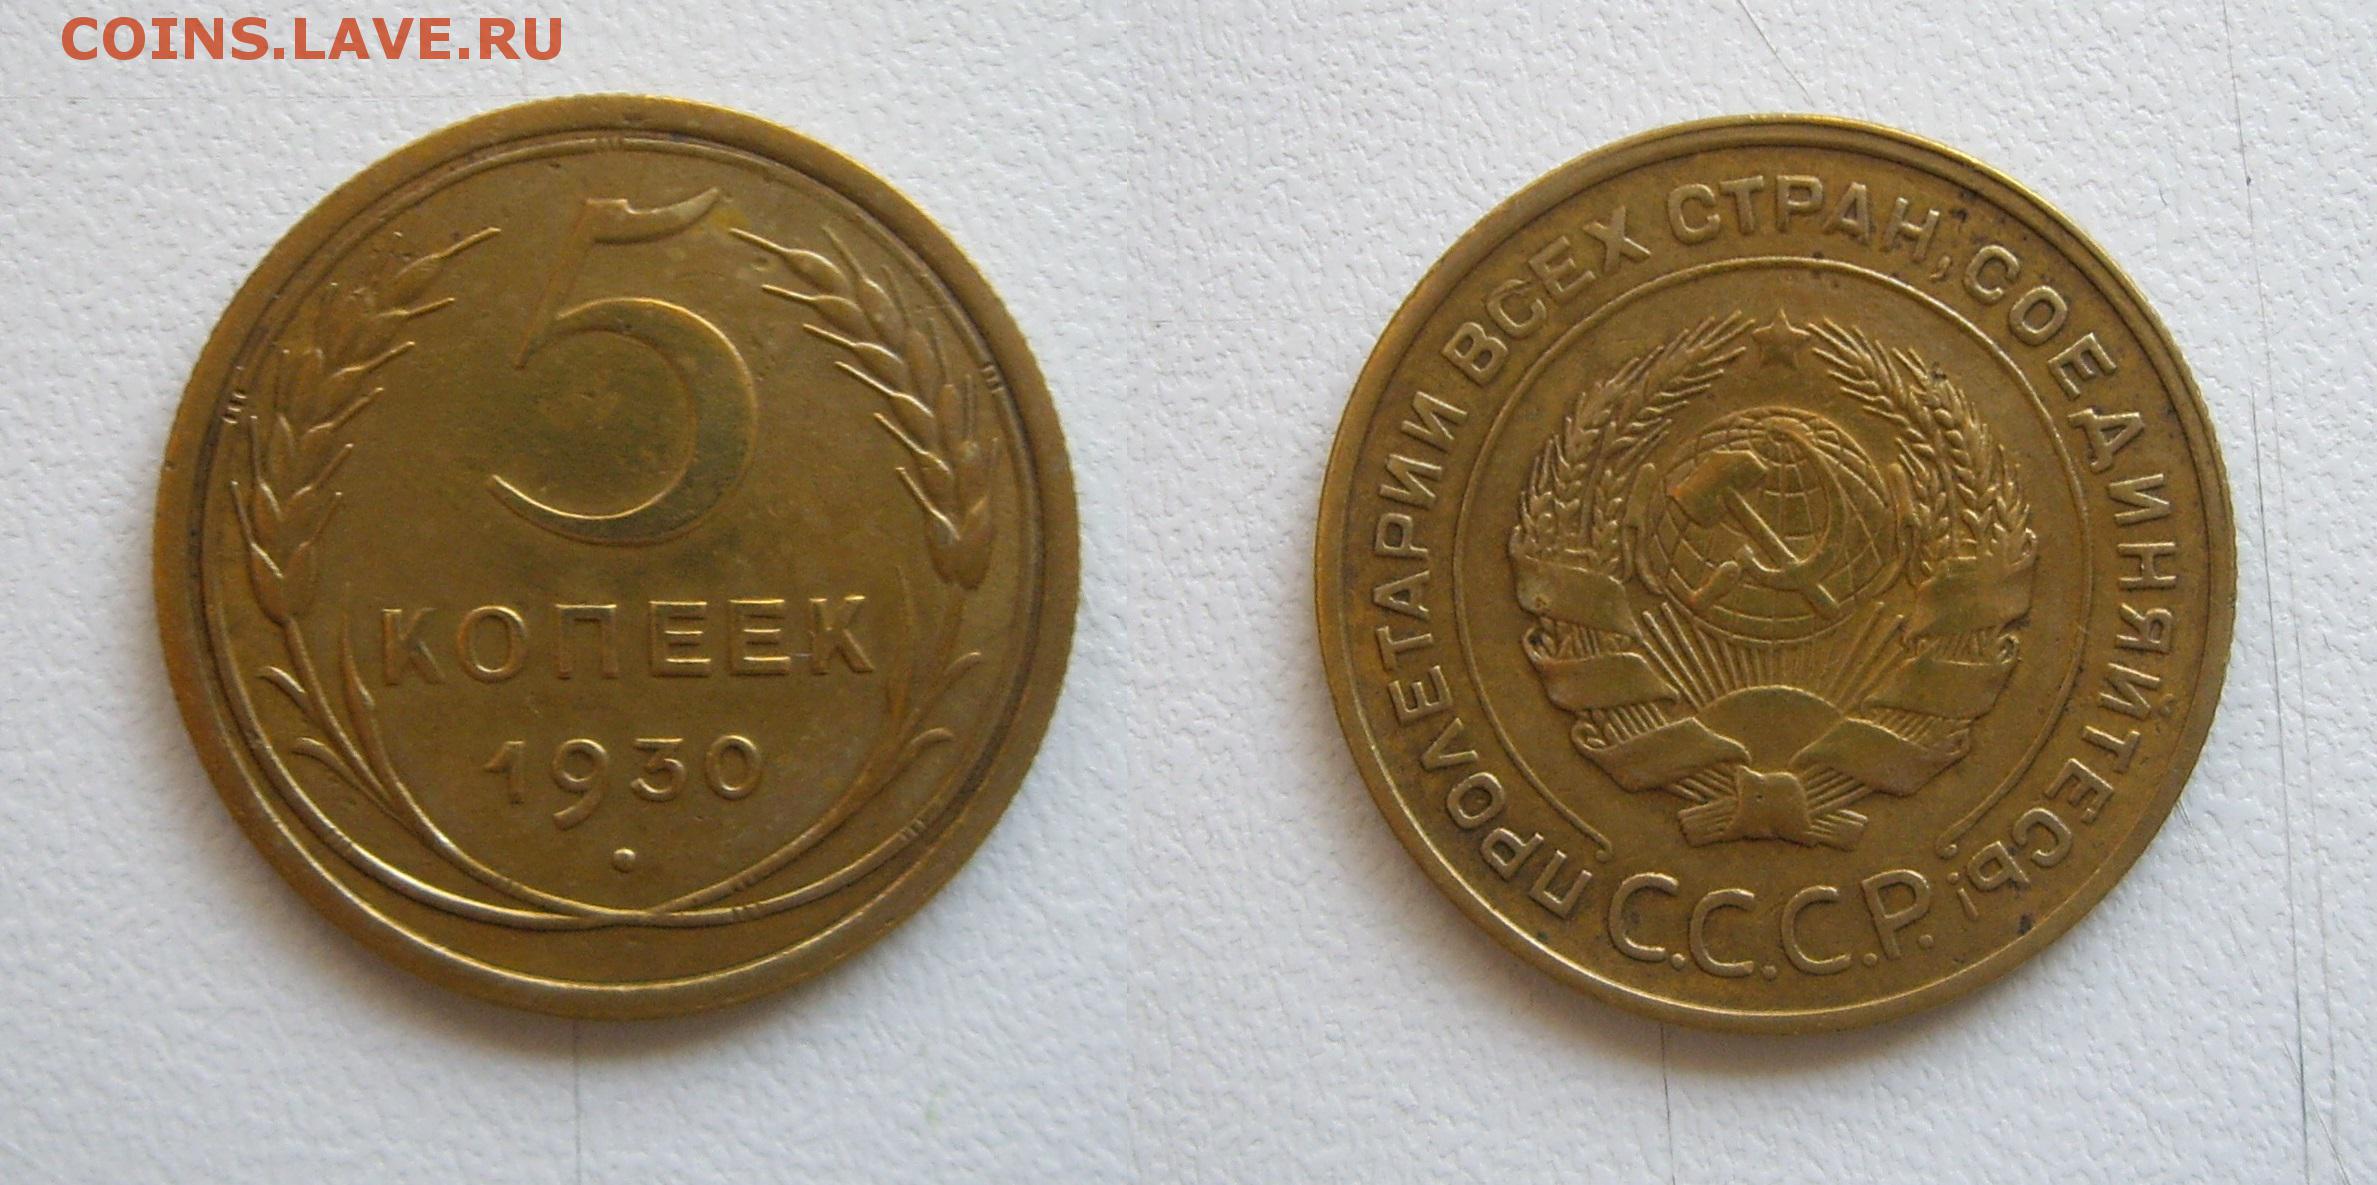 COINS.LAVE.RU
5
КОПЕЕК
1930
ПРОЛЕТАРИИ ВСЕХ СТРАН, СОЕДИНЯЙТЕСЬ!
С.С.С.Р.